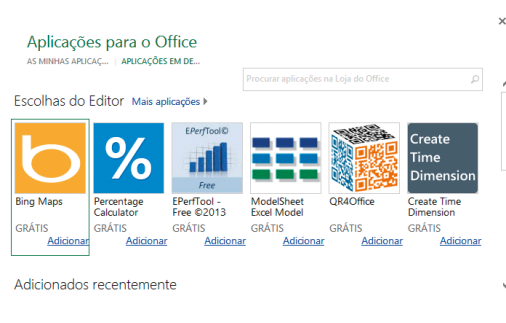 Aplicações para o Office
AS MINHAS APLICAÇ... | APLICAÇÕES EM DE...
Procurar aplicações na Loja do Office
Escolhas do Editor Mais aplicações
EPerfTool©
Free
%
Create
Time
Dimension
Bing Maps
GRÁTIS
Adicionar
Percentage
Calculator
GRÁTIS
Adicionar
EPerfTool -
Free ©2013
GRÁTIS
Adicionar
ModelSheet
Excel Model
GRÁTIS
Adicionar
QR4Office
GRÁTIS
Adicionar
Create Time
Dimension
GRÁTIS
Adicionar
Adicionados recentemente